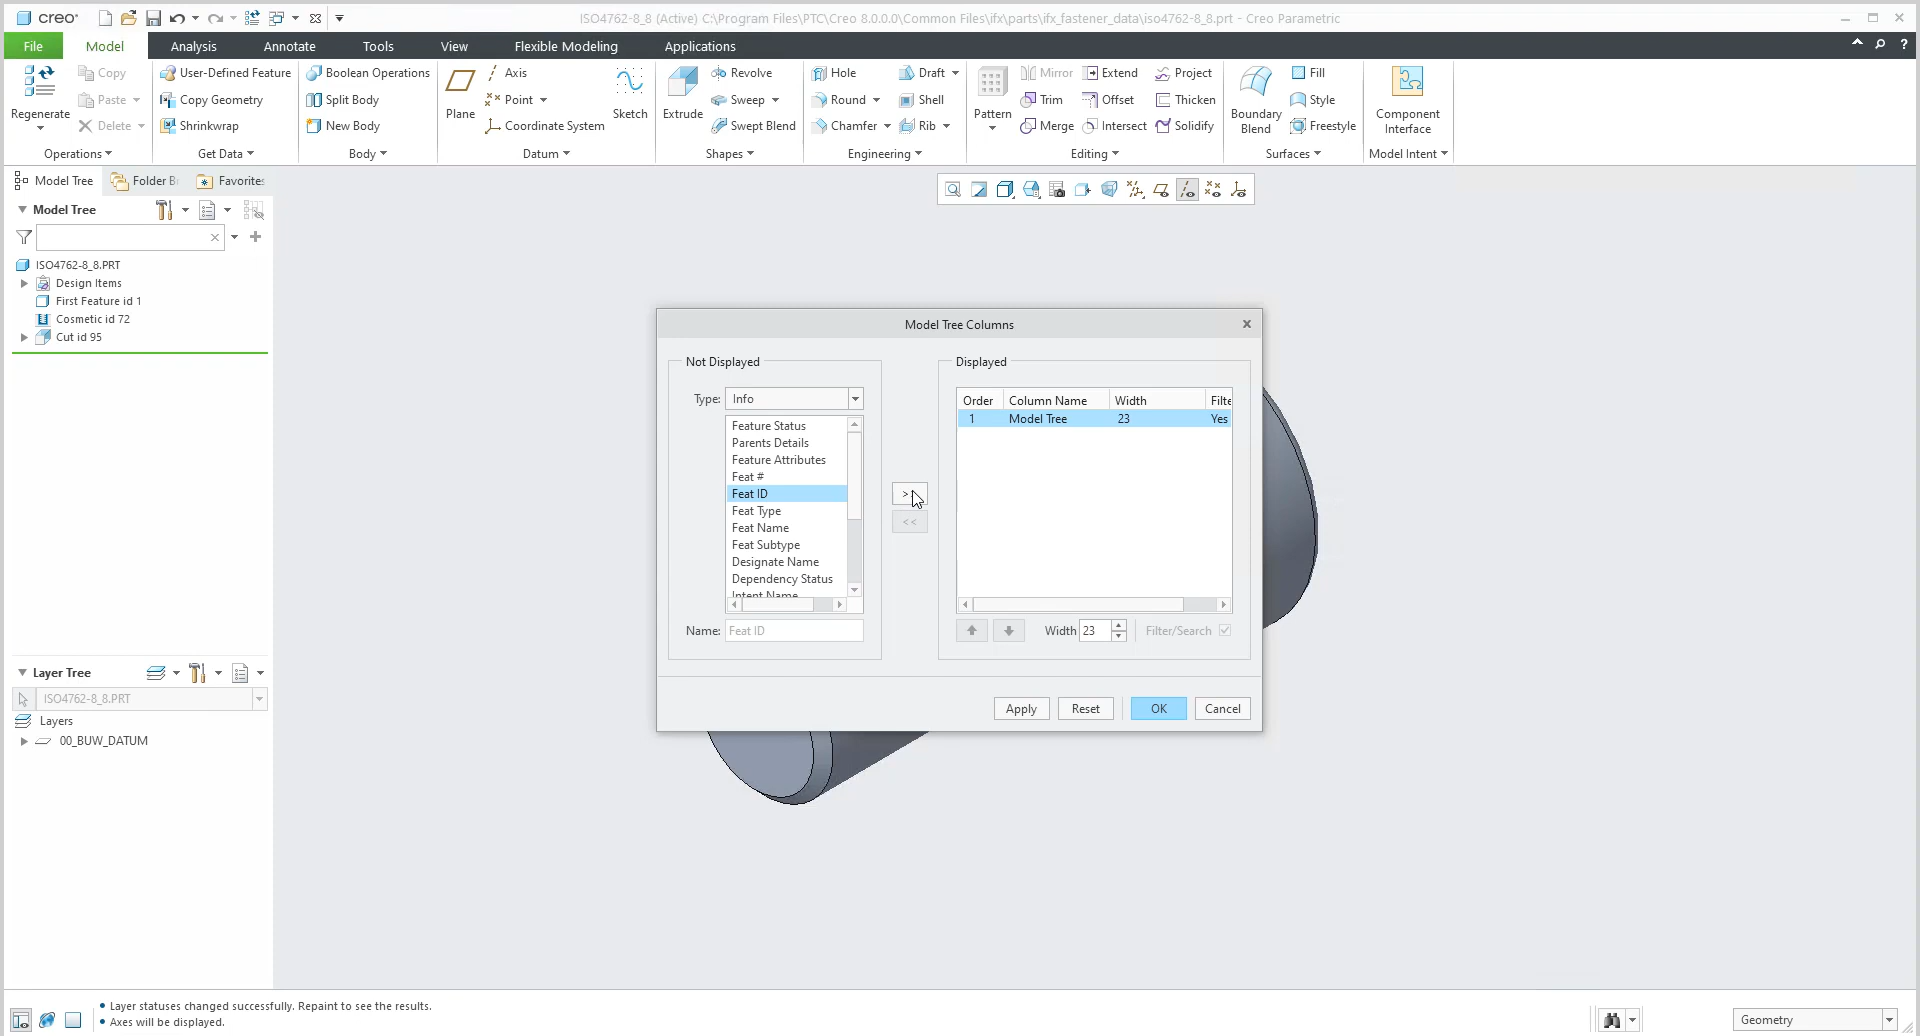 creo
ISO4762-8_8 (Active) C:\Program Files\PTC\Creo 8.0.0.0\Common Files\ifx\parts\ifx_fastener_data\iso4762-8_8.prt - Creo Parametric
File Model Analysis Annotate Tools View Flexible Modeling Applications
Regenerate Copy Paste Delete
Operations
User-Defined Feature
Copy Geometry
Shrinkwrap
Get Data
Boolean Operations
Split Body
New Body
Body
Plane Axis Point Coordinate System Sketch
Datum
Extrude Revolve Sweep Swept Blend
Shapes
Hole Draft
Round Shell
Chamfer Rib
Engineering
Pattern Mirror Extend Project
Trim Offset Thicken
Merge Intersect Solidify
Editing
Boundary Blend Fill
Style
Freestyle
Surfaces
Component Interface
Model Intent
Model Tree Folder B Favorites
Model Tree
ISO4762-8_8.PRT
Design Items
First Feature id 1
Cosmetic id 72
Cut id 95
Layer Tree
ISO4762-8_8.PRT
Layers
00_BUW_DATUM
Model Tree Columns
Not Displayed
Type: Info
Feature Status
Parents Details
Feature Attributes
Feat #
Feat ID
Feat Type
Feat Name
Feat Subtype
Designate Name
Dependency Status
Intent Name
Name: Feat ID
>>
<<
Displayed
Order Column Name Width Filte
1 Model Tree 23 Yes
Width 23 Filter/Search
Apply Reset OK Cancel
• Layer statuses changed successfully. Repaint to see the results.
• Axes will be displayed.
Geometry